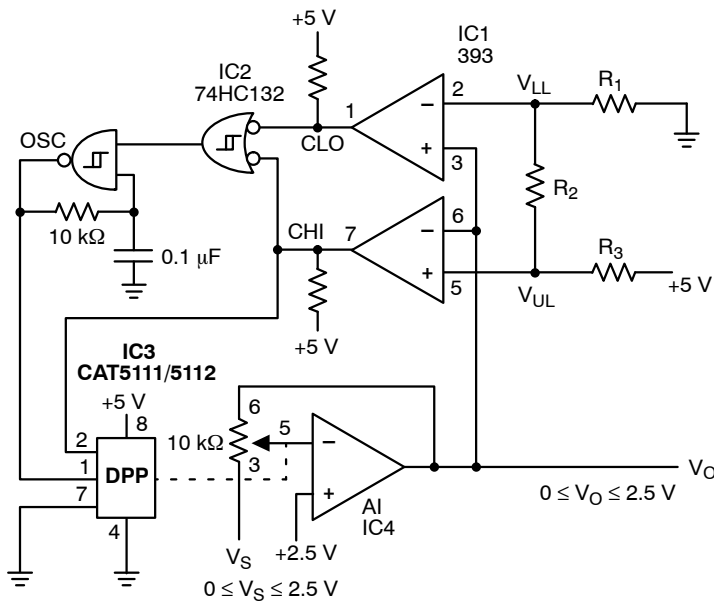 +5 V
IC1
393
IC2
74HC132
2
V_LL
R_1
1
−
+
3
CLO
OSC
R_2
10 kΩ
0.1 µF
CHI
7
6
−
+
5
V_UL
R_3
+5 V
+5 V
IC3
CAT5111/5112
+5 V
8
2
1
7
DPP
4
6
10 kΩ
5
3
−
+
AI
IC4
V_S
+2.5 V
0 ≤ V_S ≤ 2.5 V
V_O
0 ≤ V_O ≤ 2.5 V